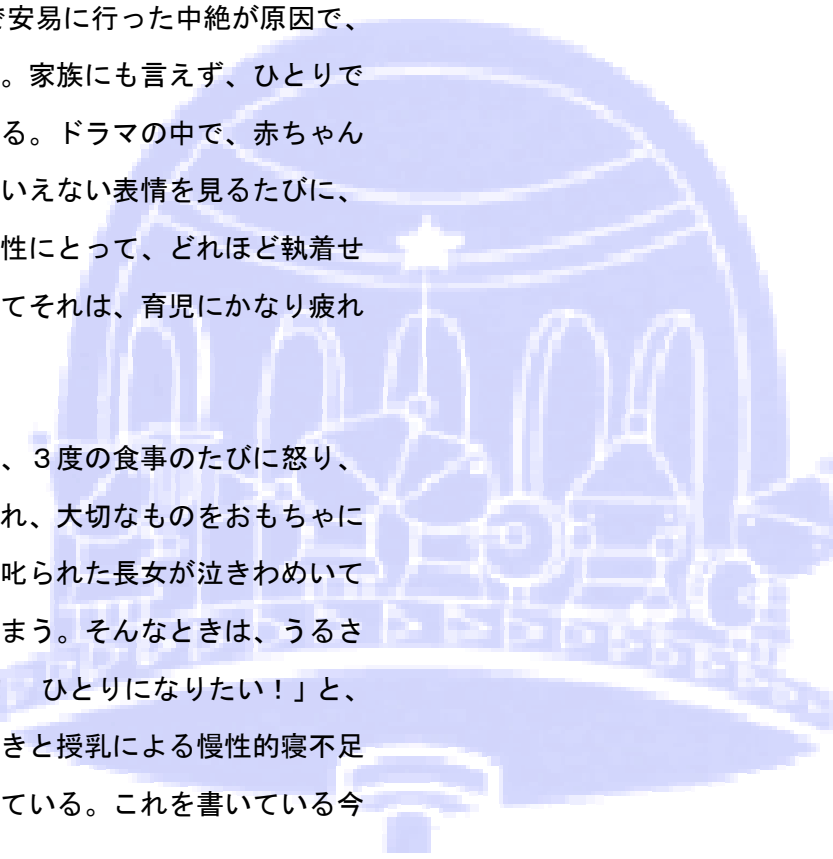 で安易に行った中絶が原因で、
。家族にも言えず、ひとりで
る。ドラマの中で、赤ちゃん
いえない表情を見るたびに、
性にとって、どれほど執着せ
てそれは、育児にかなり疲れ
、３度の食事のたびに怒り、
れ、大切なものをおもちゃに
叱られた長女が泣きわめいて
まう。そんなときは、うるさ
ひとりになりたい！」と、
きと授乳による慢性的寝不足
ている。これを書いている今